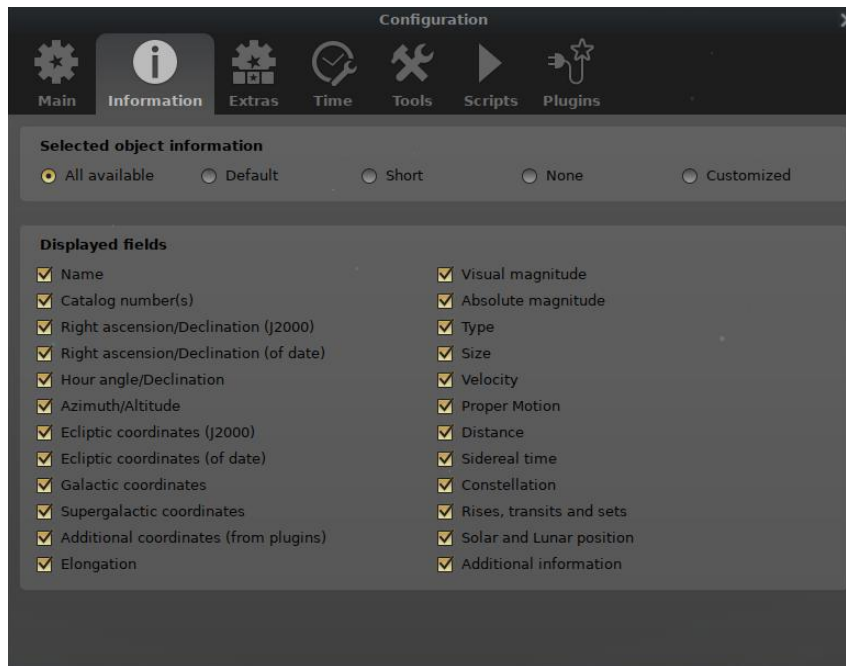 Configuration
Main Information Extras Time Tools Scripts Plugins
Selected object information
All available Default Short None Customized
Displayed fields
Name
Catalog number(s)
Right ascension/Declination (J2000)
Right ascension/Declination (of date)
Hour angle/Declination
Azimuth/Altitude
Ecliptic coordinates (J2000)
Ecliptic coordinates (of date)
Galactic coordinates
Supergalactic coordinates
Additional coordinates (from plugins)
Elongation
Visual magnitude
Absolute magnitude
Type
Size
Velocity
Proper Motion
Distance
Sidereal time
Constellation
Rises, transits and sets
Solar and Lunar position
Additional information